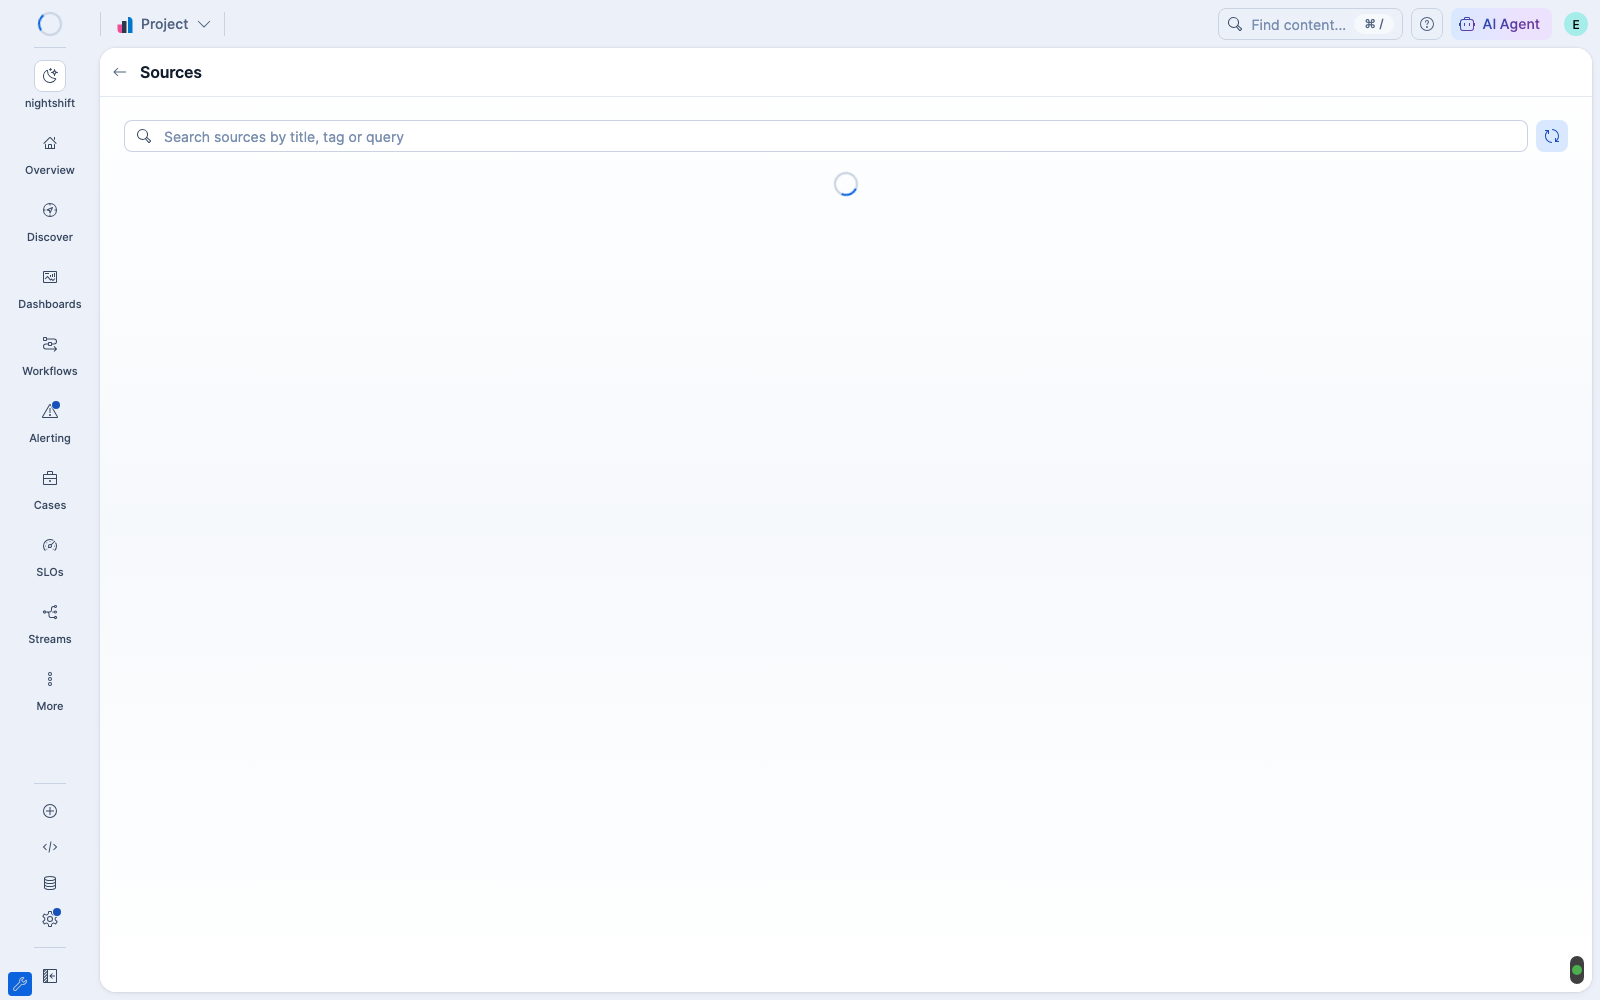 Project
Find content... ⌘ /
AI Agent
E
nightshift
Overview
Discover
Dashboards
Workflows
Alerting
Cases
SLOs
Streams
More
Sources
Search sources by title, tag or query